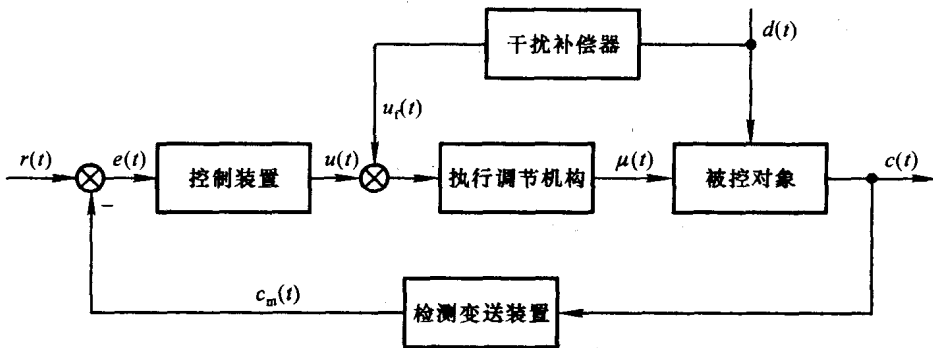 干扰补偿器
d(t)
u_f(t)
r(t)
e(t)
控制装置
u(t)
执行调节机构
μ(t)
被控对象
c(t)
−
c_m(t)
检测变送装置